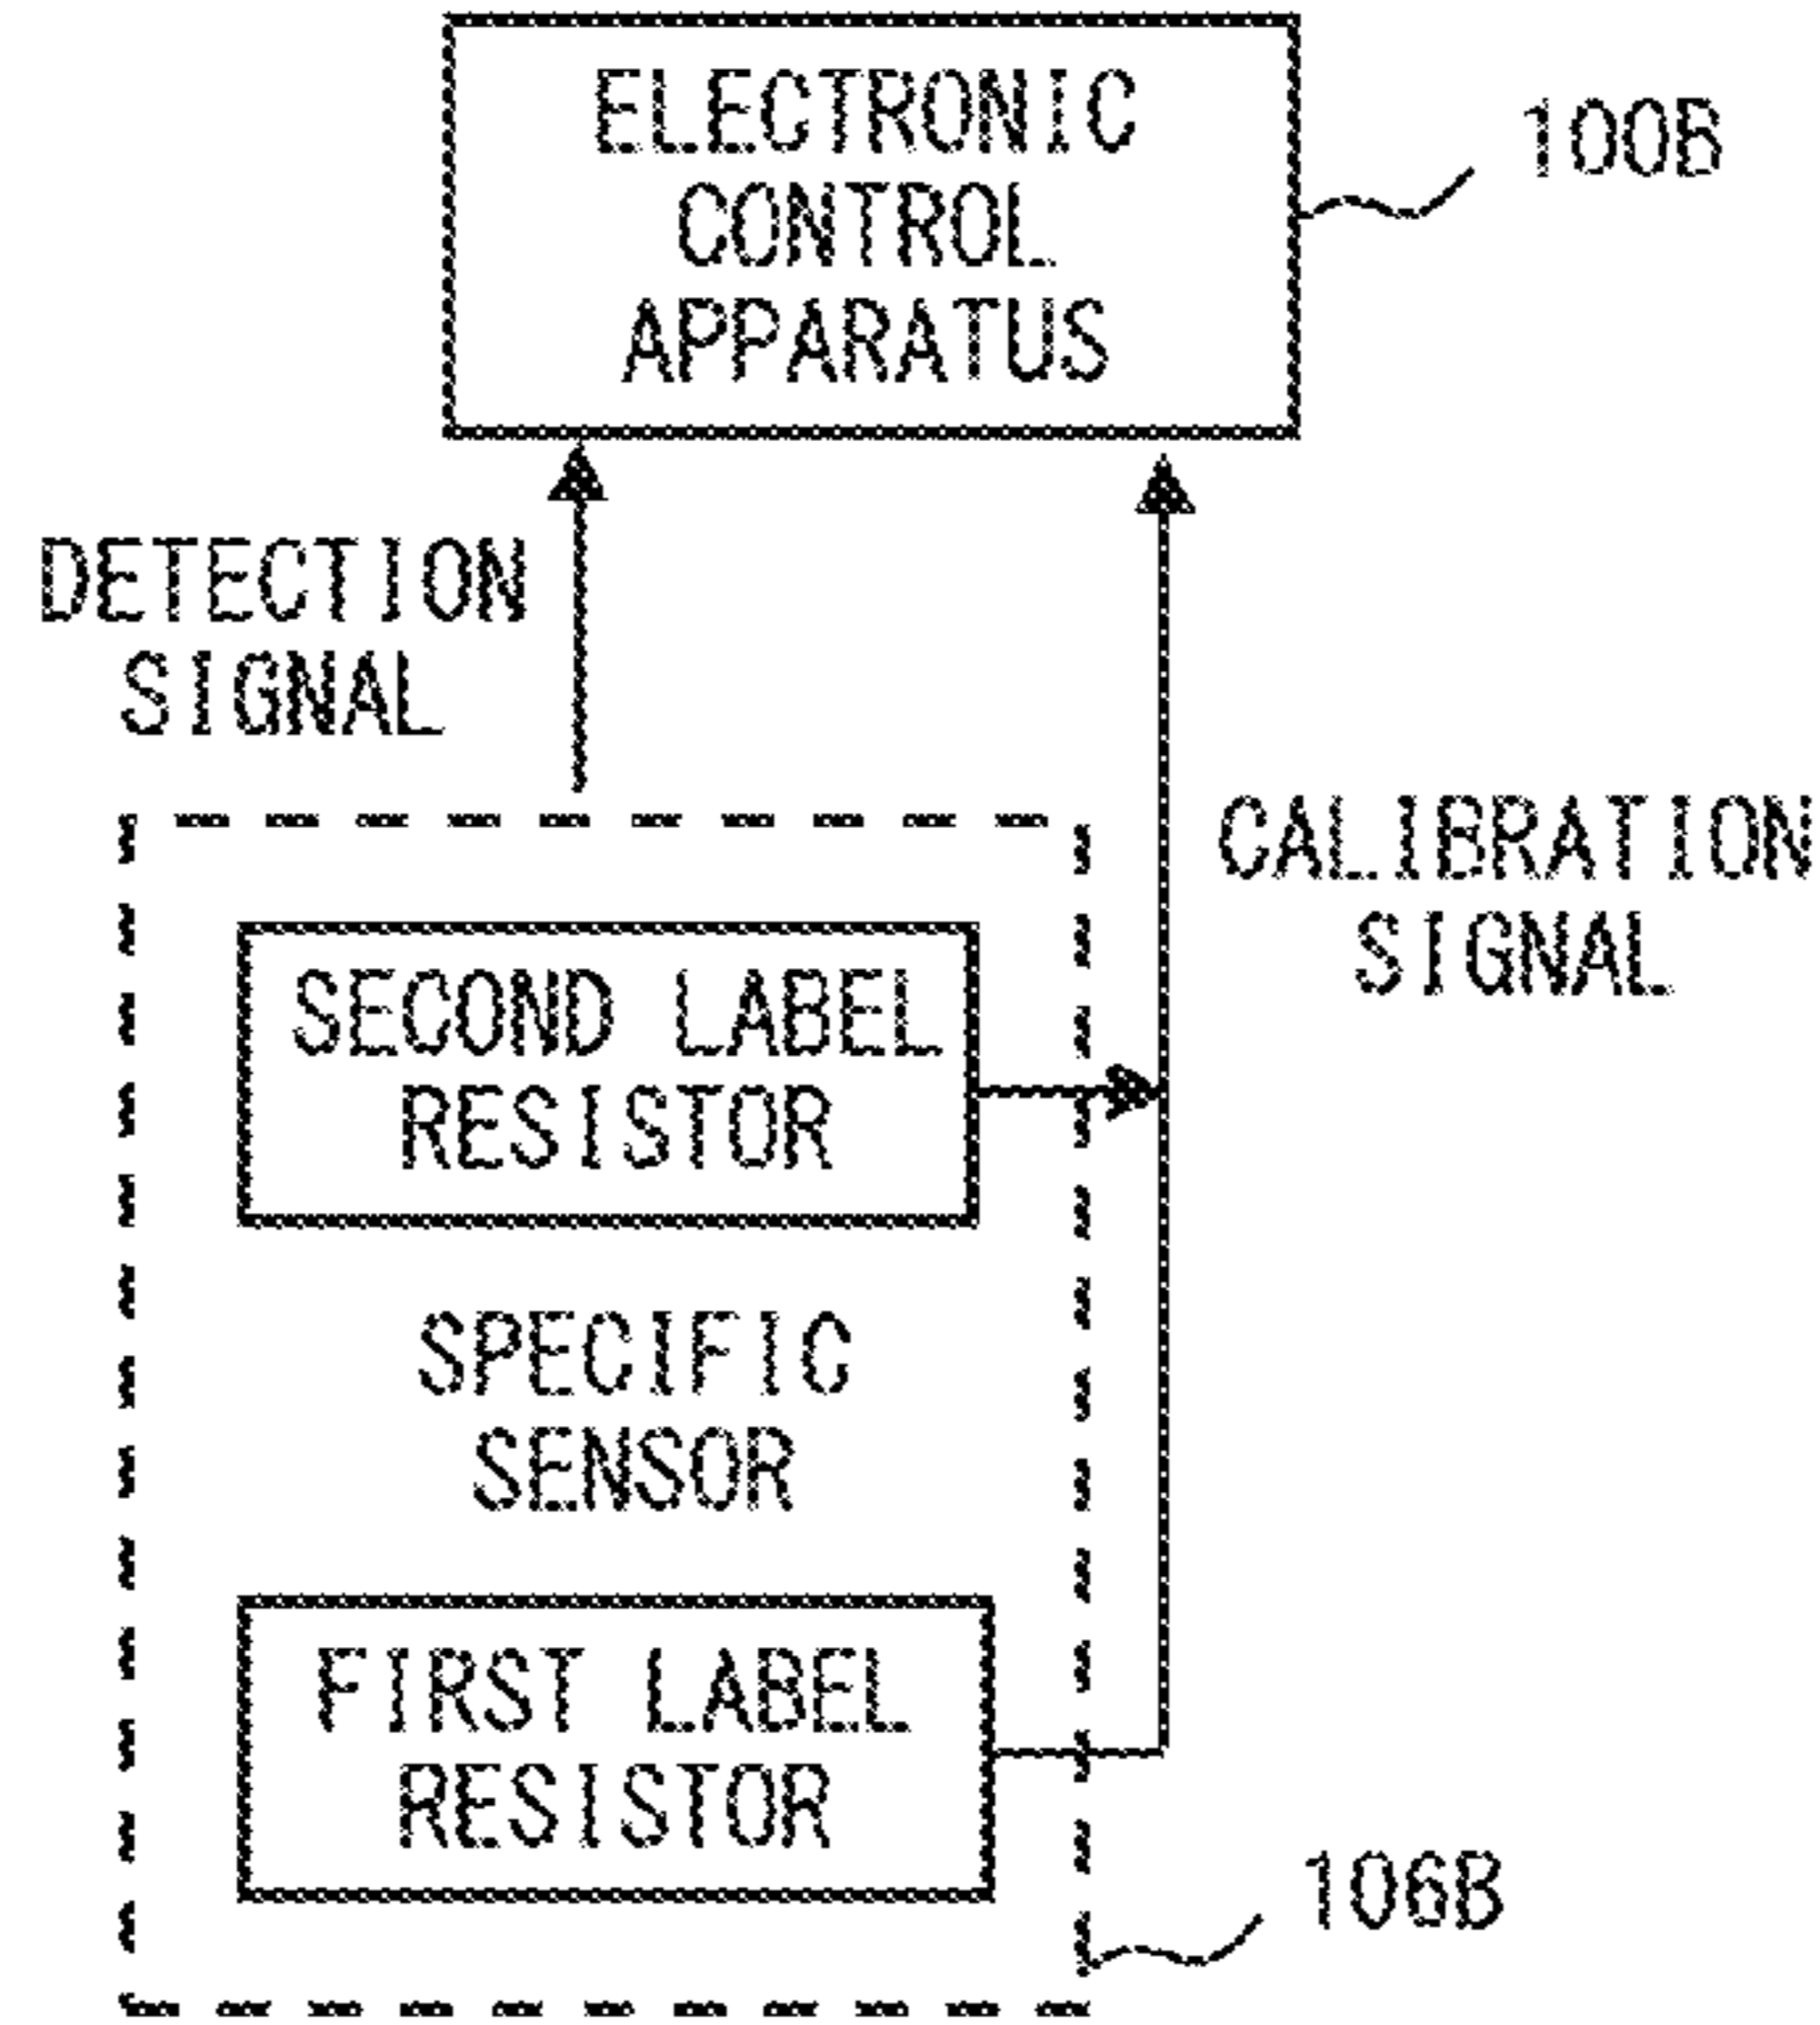 ELECTRONIC
CONTROL
APPARATUS
100B
DETECTION
SIGNAL
CALIBRATION
SIGNAL
SECOND LABEL
RESISTOR
SPECIFIC
SENSOR
FIRST LABEL
RESISTOR
106B